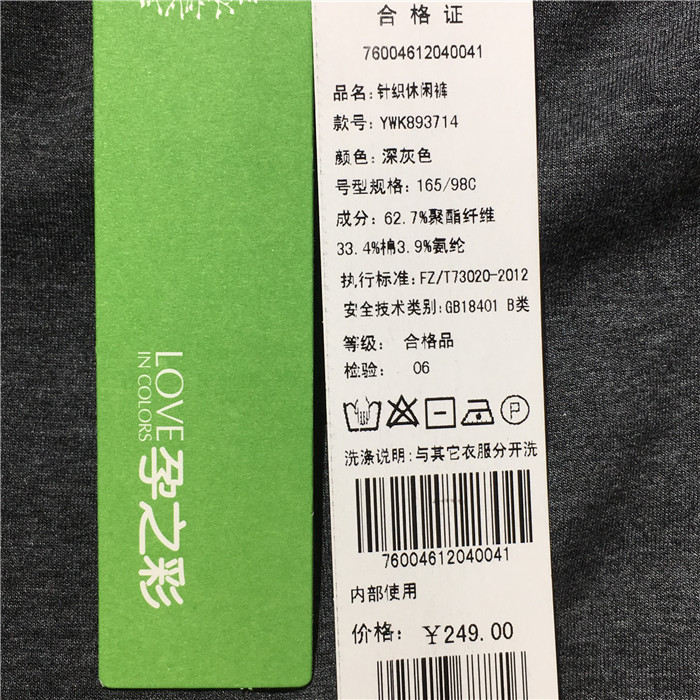 合格证
76004612040041
品名: 针织休闲裤
款号: YWK893714
颜色: 深灰色
号型规格: 165/98C
成分: 62.7%聚酯纤维
33.4%棉3.9%氨纶
执行标准: FZ/T73020-2012
安全技术类别: GB18401 B类
等级: 合格品
检验: 06
P
洗涤说明: 与其它衣服分开洗
76004612040041
内部使用
价格: ¥249.00
LOVE
IN COLORS
孕之彩